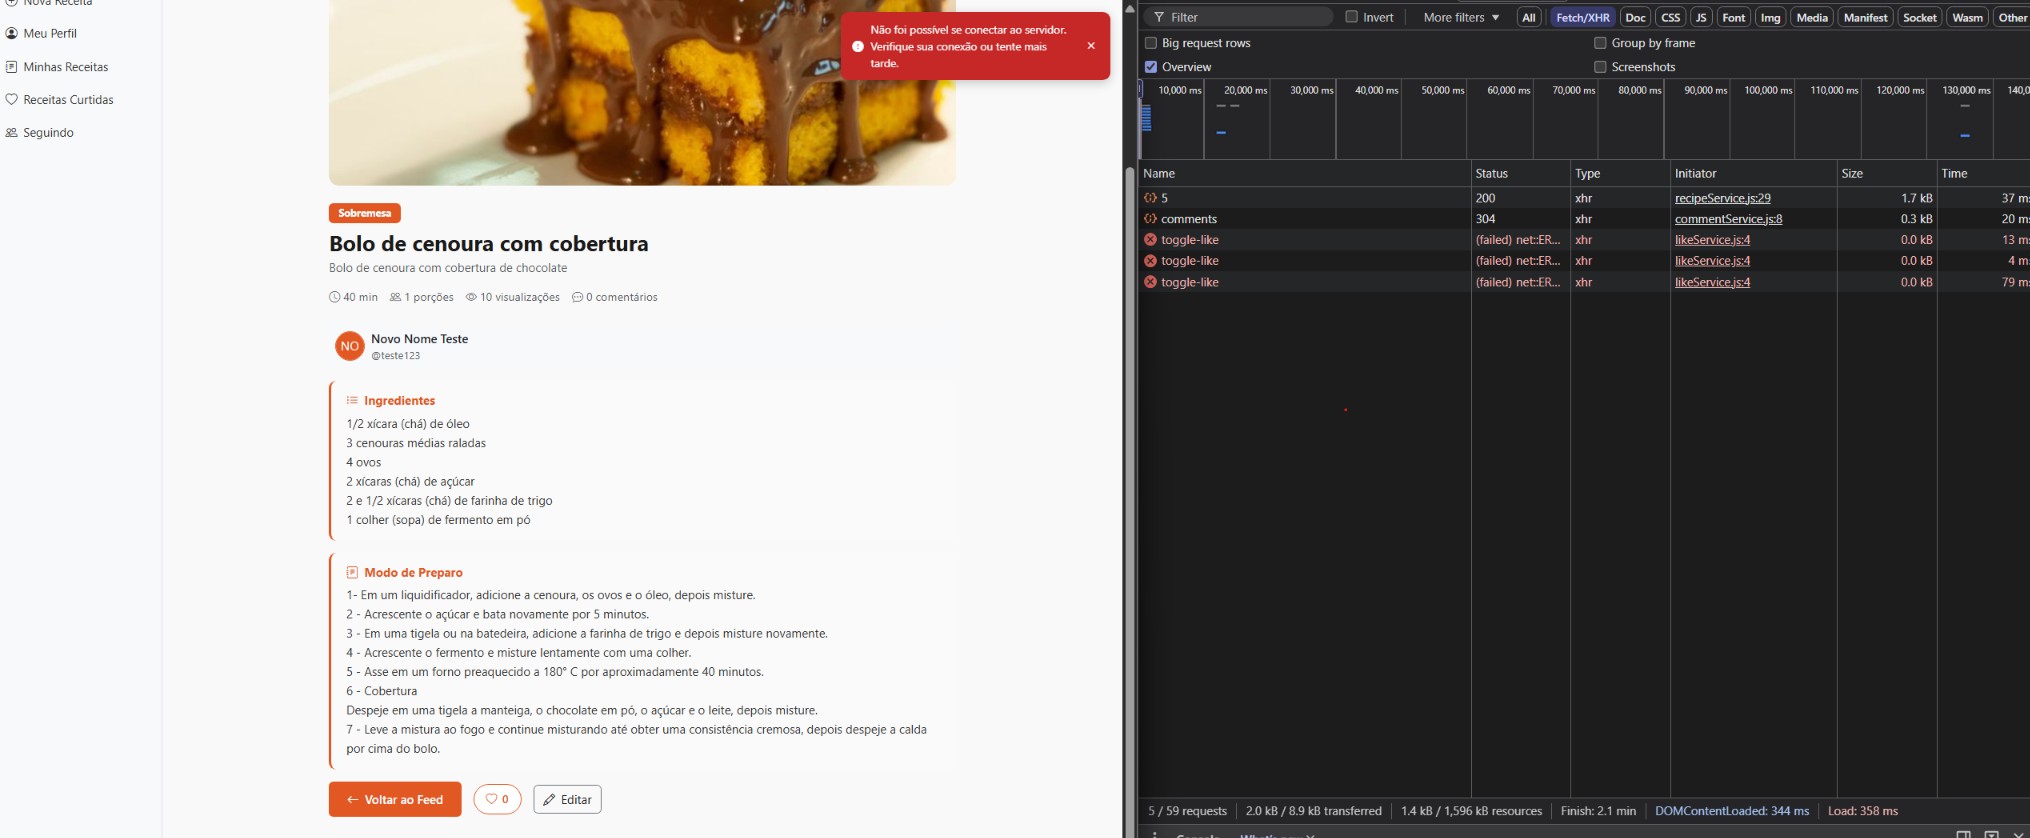 Nova Receita
Meu Perfil
Minhas Receitas
Receitas Curtidas
Seguindo
Não foi possível se conectar ao servidor.
Verifique sua conexão ou tente mais
tarde.
Sobremesa
Bolo de cenoura com cobertura
Bolo de cenoura com cobertura de chocolate
40 min 1 porções 10 visualizações 0 comentários
NO
Novo Nome Teste
@teste123
Ingredientes
1/2 xícara (chá) de óleo
3 cenouras médias raladas
4 ovos
2 xícaras (chá) de açúcar
2 e 1/2 xícaras (chá) de farinha de trigo
1 colher (sopa) de fermento em pó
Modo de Preparo
1- Em um liquidificador, adicione a cenoura, os ovos e o óleo, depois misture.
2 - Acrescente o açúcar e bata novamente por 5 minutos.
3 - Em uma tigela ou na batedeira, adicione a farinha de trigo e depois misture novamente.
4 - Acrescente o fermento e misture lentamente com uma colher.
5 - Asse em um forno preaquecido a 180° C por aproximadamente 40 minutos.
6 - Cobertura
Despeje em uma tigela a manteiga, o chocolate em pó, o açúcar e o leite, depois misture.
7 - Leve a mistura ao fogo e continue misturando até obter uma consistência cremosa, depois despeje a calda
por cima do bolo.
← Voltar ao Feed 0 Editar
Filter Invert More filters All Fetch/XHR Doc CSS JS Font Img Media Manifest Socket Wasm Other
Big request rows Group by frame
Overview Screenshots
10,000 ms 20,000 ms 30,000 ms 40,000 ms 50,000 ms 60,000 ms 70,000 ms 80,000 ms 90,000 ms 100,000 ms 110,000 ms 120,000 ms 130,000 ms 140,0
Name Status Type Initiator Size Time
5 200 xhr recipeService.js:29 1.7 kB 37 ms
comments 304 xhr commentService.js:8 0.3 kB 20 ms
toggle-like (failed) net::ER... xhr likeService.js:4 0.0 kB 13 ms
toggle-like (failed) net::ER... xhr likeService.js:4 0.0 kB 4 ms
toggle-like (failed) net::ER... xhr likeService.js:4 0.0 kB 79 ms
5 / 59 requests 2.0 kB / 8.9 kB transferred 1.4 kB / 1,596 kB resources Finish: 2.1 min DOMContentLoaded: 344 ms Load: 358 ms